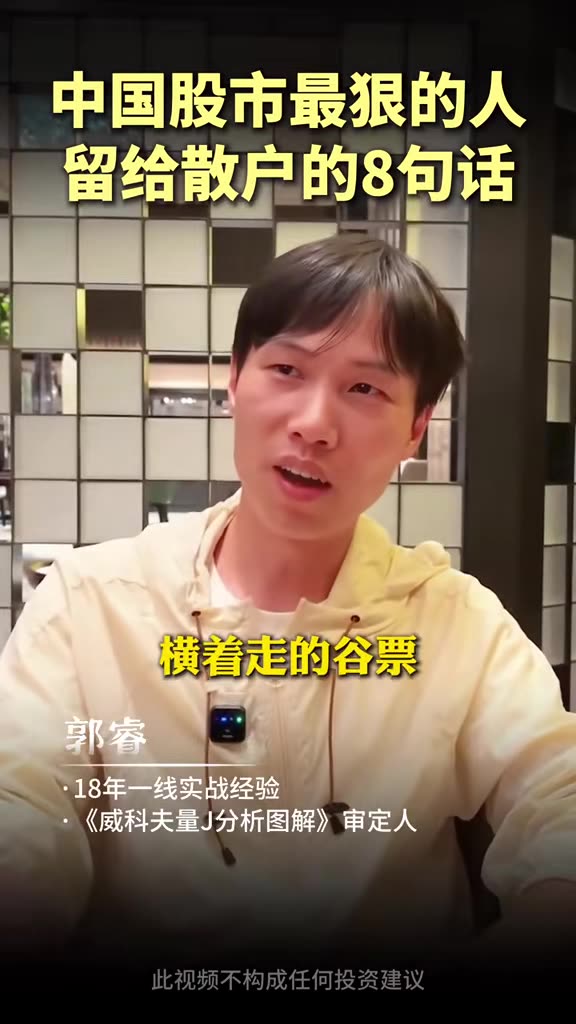 中国股市最狠的人
留给散户的8句话
横着走的谷票
郭睿
·18年一线实战经验
·《威科夫量J分析图解》审定人
此视频不构成任何投资建议